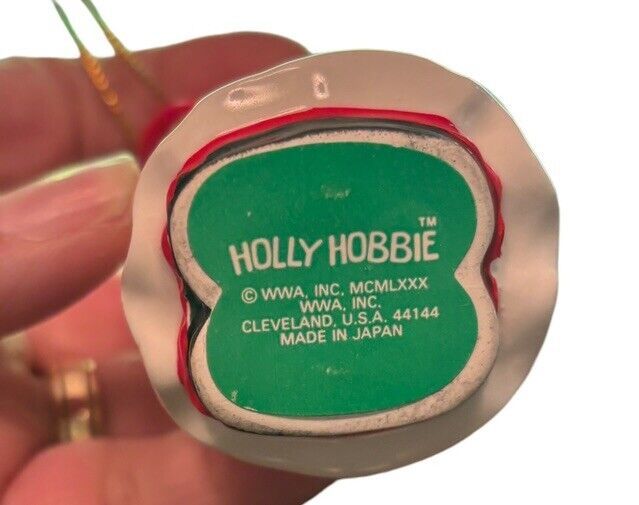 HOLLY HOBBIE™
© WWA, INC. MCMLXXX
WWA, INC.
CLEVELAND, U.S.A. 44144
MADE IN JAPAN